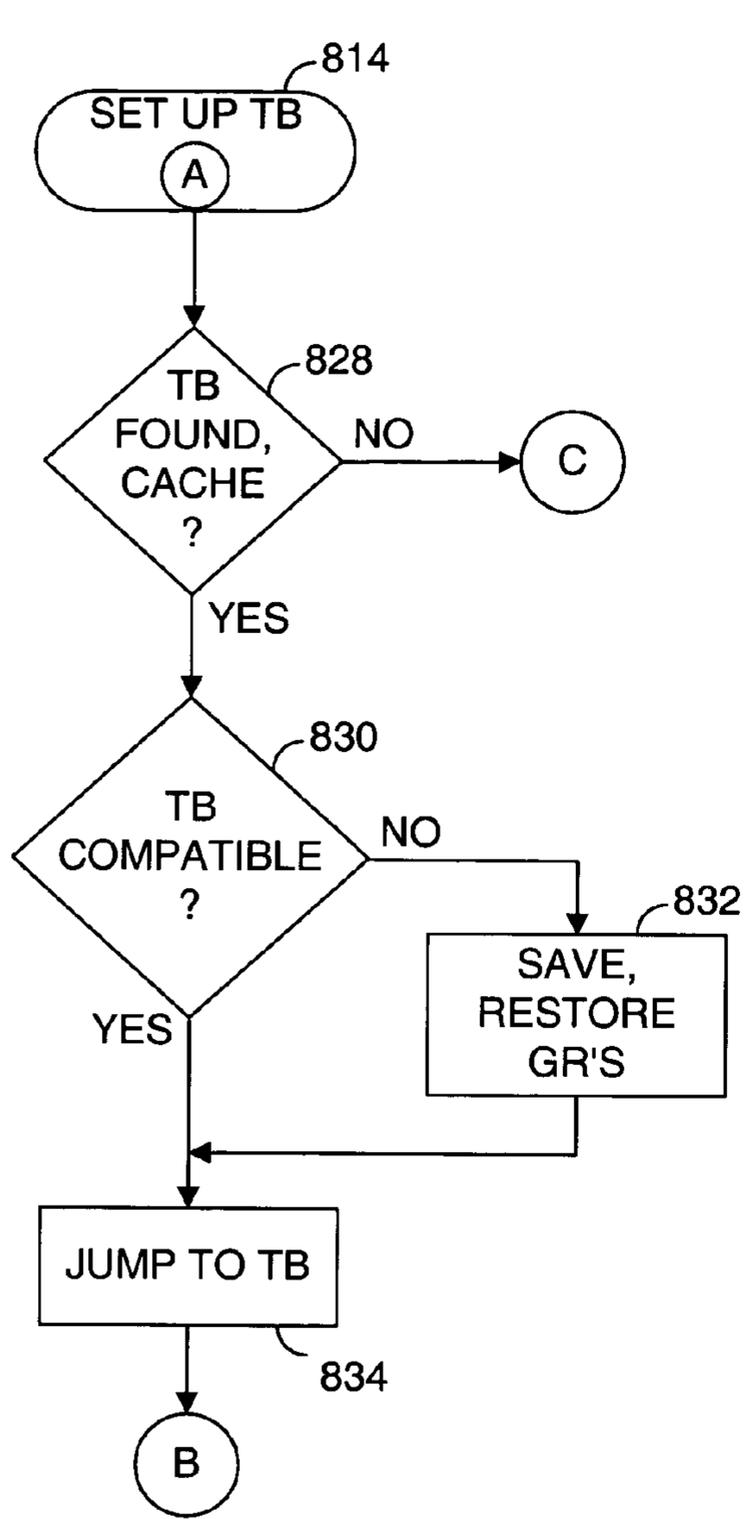 814
SET UP TB
A
828
TB
FOUND,
CACHE
?
NO
C
YES
830
TB
COMPATIBLE
?
NO
832
SAVE,
RESTORE
GR'S
YES
JUMP TO TB
834
B